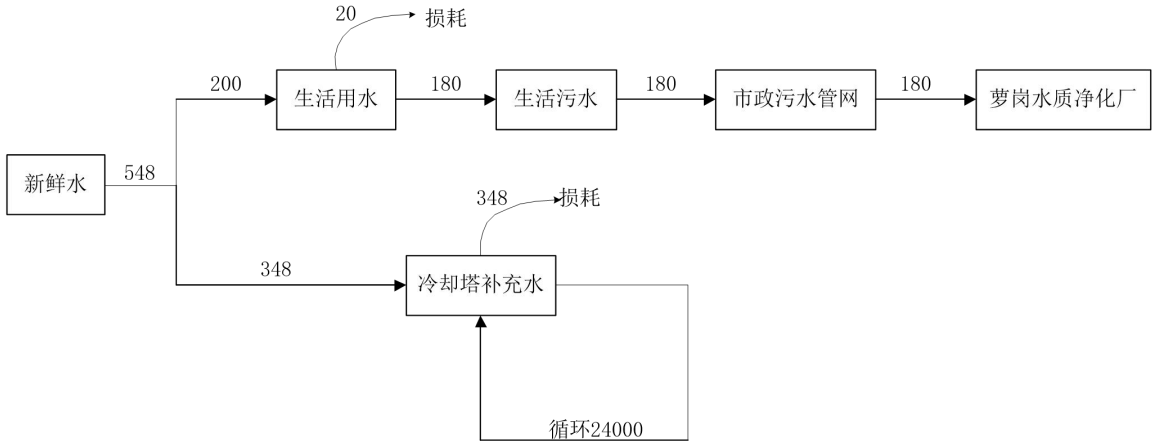 20
损耗
200
生活用水
180
生活污水
180
市政污水管网
180
萝岗水质净化厂
新鲜水
548
348
损耗
348
冷却塔补充水
循环24000